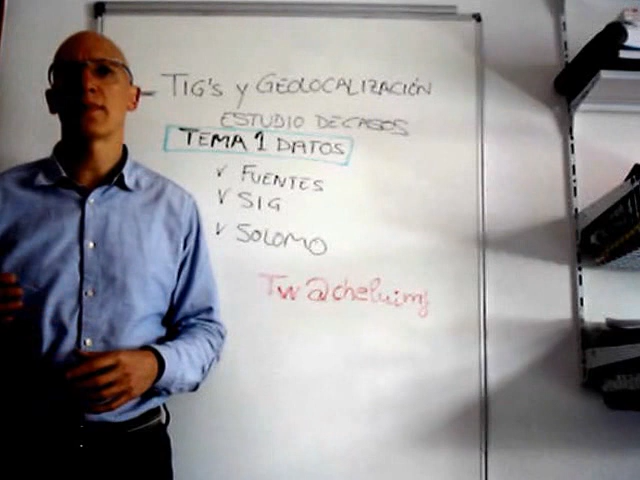 - TIG'S Y GEOLOCALIZACIÓN
ESTUDIO DE CASOS
TEMA 1 DATOS
✓ FUENTES
✓ SIG
✓ SOLOMO
Tw @cheluimj